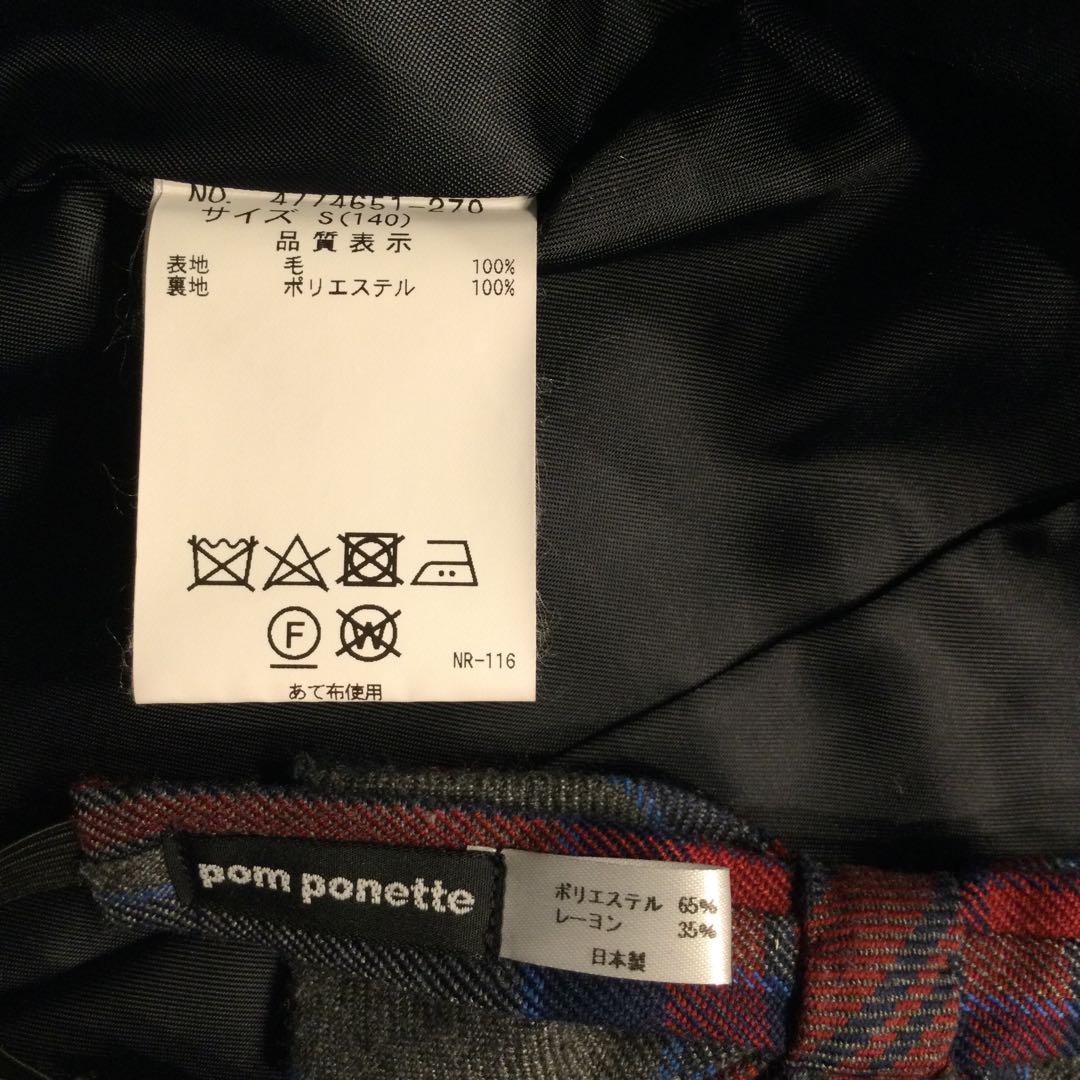 NO. 4774651-270
サイズ S(140)
品質表示
表地 毛 100%
裏地 ポリエステル 100%
F
W
NR-116
あて布使用
pom ponette
ポリエステル 65%
レーヨン 35%
日本製